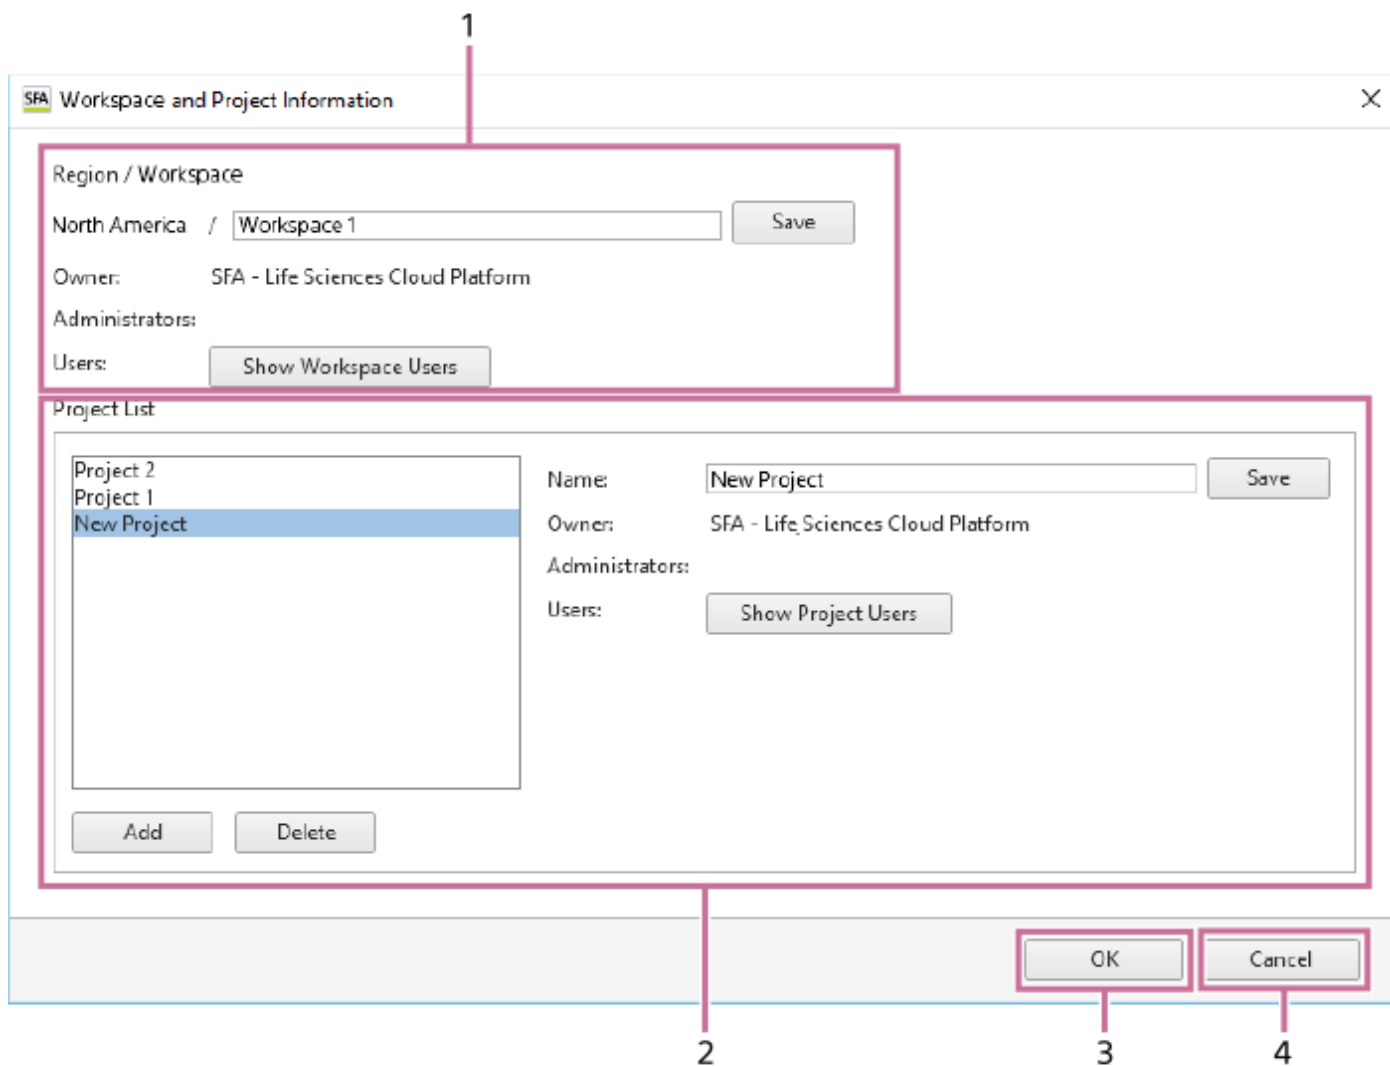 1
SFA Workspace and Project Information
Region / Workspace
North America / Workspace 1 Save
Owner: SFA - Life Sciences Cloud Platform
Administrators:
Users: Show Workspace Users
Project List
Project 2
Project 1
New Project
Name: New Project Save
Owner: SFA - Life Sciences Cloud Platform
Administrators:
Users: Show Project Users
Add Delete
OK Cancel
2 3 4